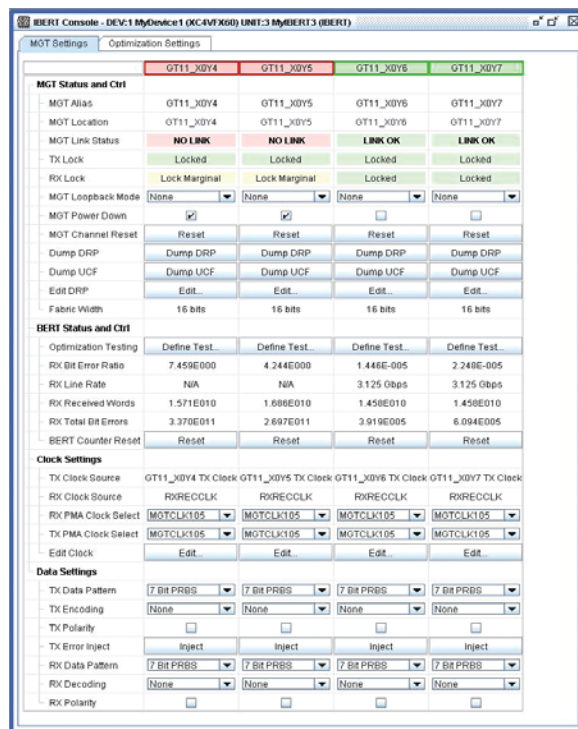 IBERT Console - DEV:1 MyDevice1 (XC4VFX60) UNIT:3 MyIBERT3 (IBERT)
MGT Settings Optimization Settings
GT11_X0Y4 GT11_X0Y5 GT11_X0Y6 GT11_X0Y7
MGT Status and Ctrl
MGT Alias GT11_X0Y4 GT11_X0Y5 GT11_X0Y6 GT11_X0Y7
MGT Location GT11_X0Y4 GT11_X0Y5 GT11_X0Y6 GT11_X0Y7
MGT Link Status NO LINK NO LINK LINK OK LINK OK
TX Lock Locked Locked Locked Locked
RX Lock Lock Marginal Lock Marginal Locked Locked
MGT Loopback Mode None None None None
MGT Power Down
MGT Channel Reset Reset Reset Reset Reset
Dump DRP Dump DRP Dump DRP Dump DRP Dump DRP
Dump UCF Dump UCF Dump UCF Dump UCF Dump UCF
Edit DRP Edit... Edit... Edit... Edit...
Fabric Width 16 bits 16 bits 16 bits 16 bits
BERT Status and Ctrl
Optimization Testing Define Test... Define Test... Define Test... Define Test...
RX Bit Error Ratio 7.459E000 4.244E000 1.446E-005 2.248E-005
RX Line Rate N/A N/A 3.125 Gbps 3.125 Gbps
RX Received Words 1.571E010 1.686E010 1.458E010 1.458E010
RX Total Bit Errors 3.370E011 2.697E011 3.919E005 6.094E005
BERT Counter Reset Reset Reset Reset Reset
Clock Settings
TX Clock Source GT11_X0Y4 TX Clock GT11_X0Y5 TX Clock GT11_X0Y6 TX Clock GT11_X0Y7 TX Clock
RX Clock Source RXRECCLK RXRECCLK RXRECCLK RXRECCLK
RX PMA Clock Select MGTCLK105 MGTCLK105 MGTCLK105 MGTCLK105
TX PMA Clock Select MGTCLK105 MGTCLK105 MGTCLK105 MGTCLK105
Edit Clock Edit... Edit... Edit... Edit...
Data Settings
TX Data Pattern 7 Bit PRBS 7 Bit PRBS 7 Bit PRBS 7 Bit PRBS
TX Encoding None None None None
TX Polarity
TX Error Inject Inject Inject Inject Inject
RX Data Pattern 7 Bit PRBS 7 Bit PRBS 7 Bit PRBS 7 Bit PRBS
RX Decoding None None None None
RX Polarity